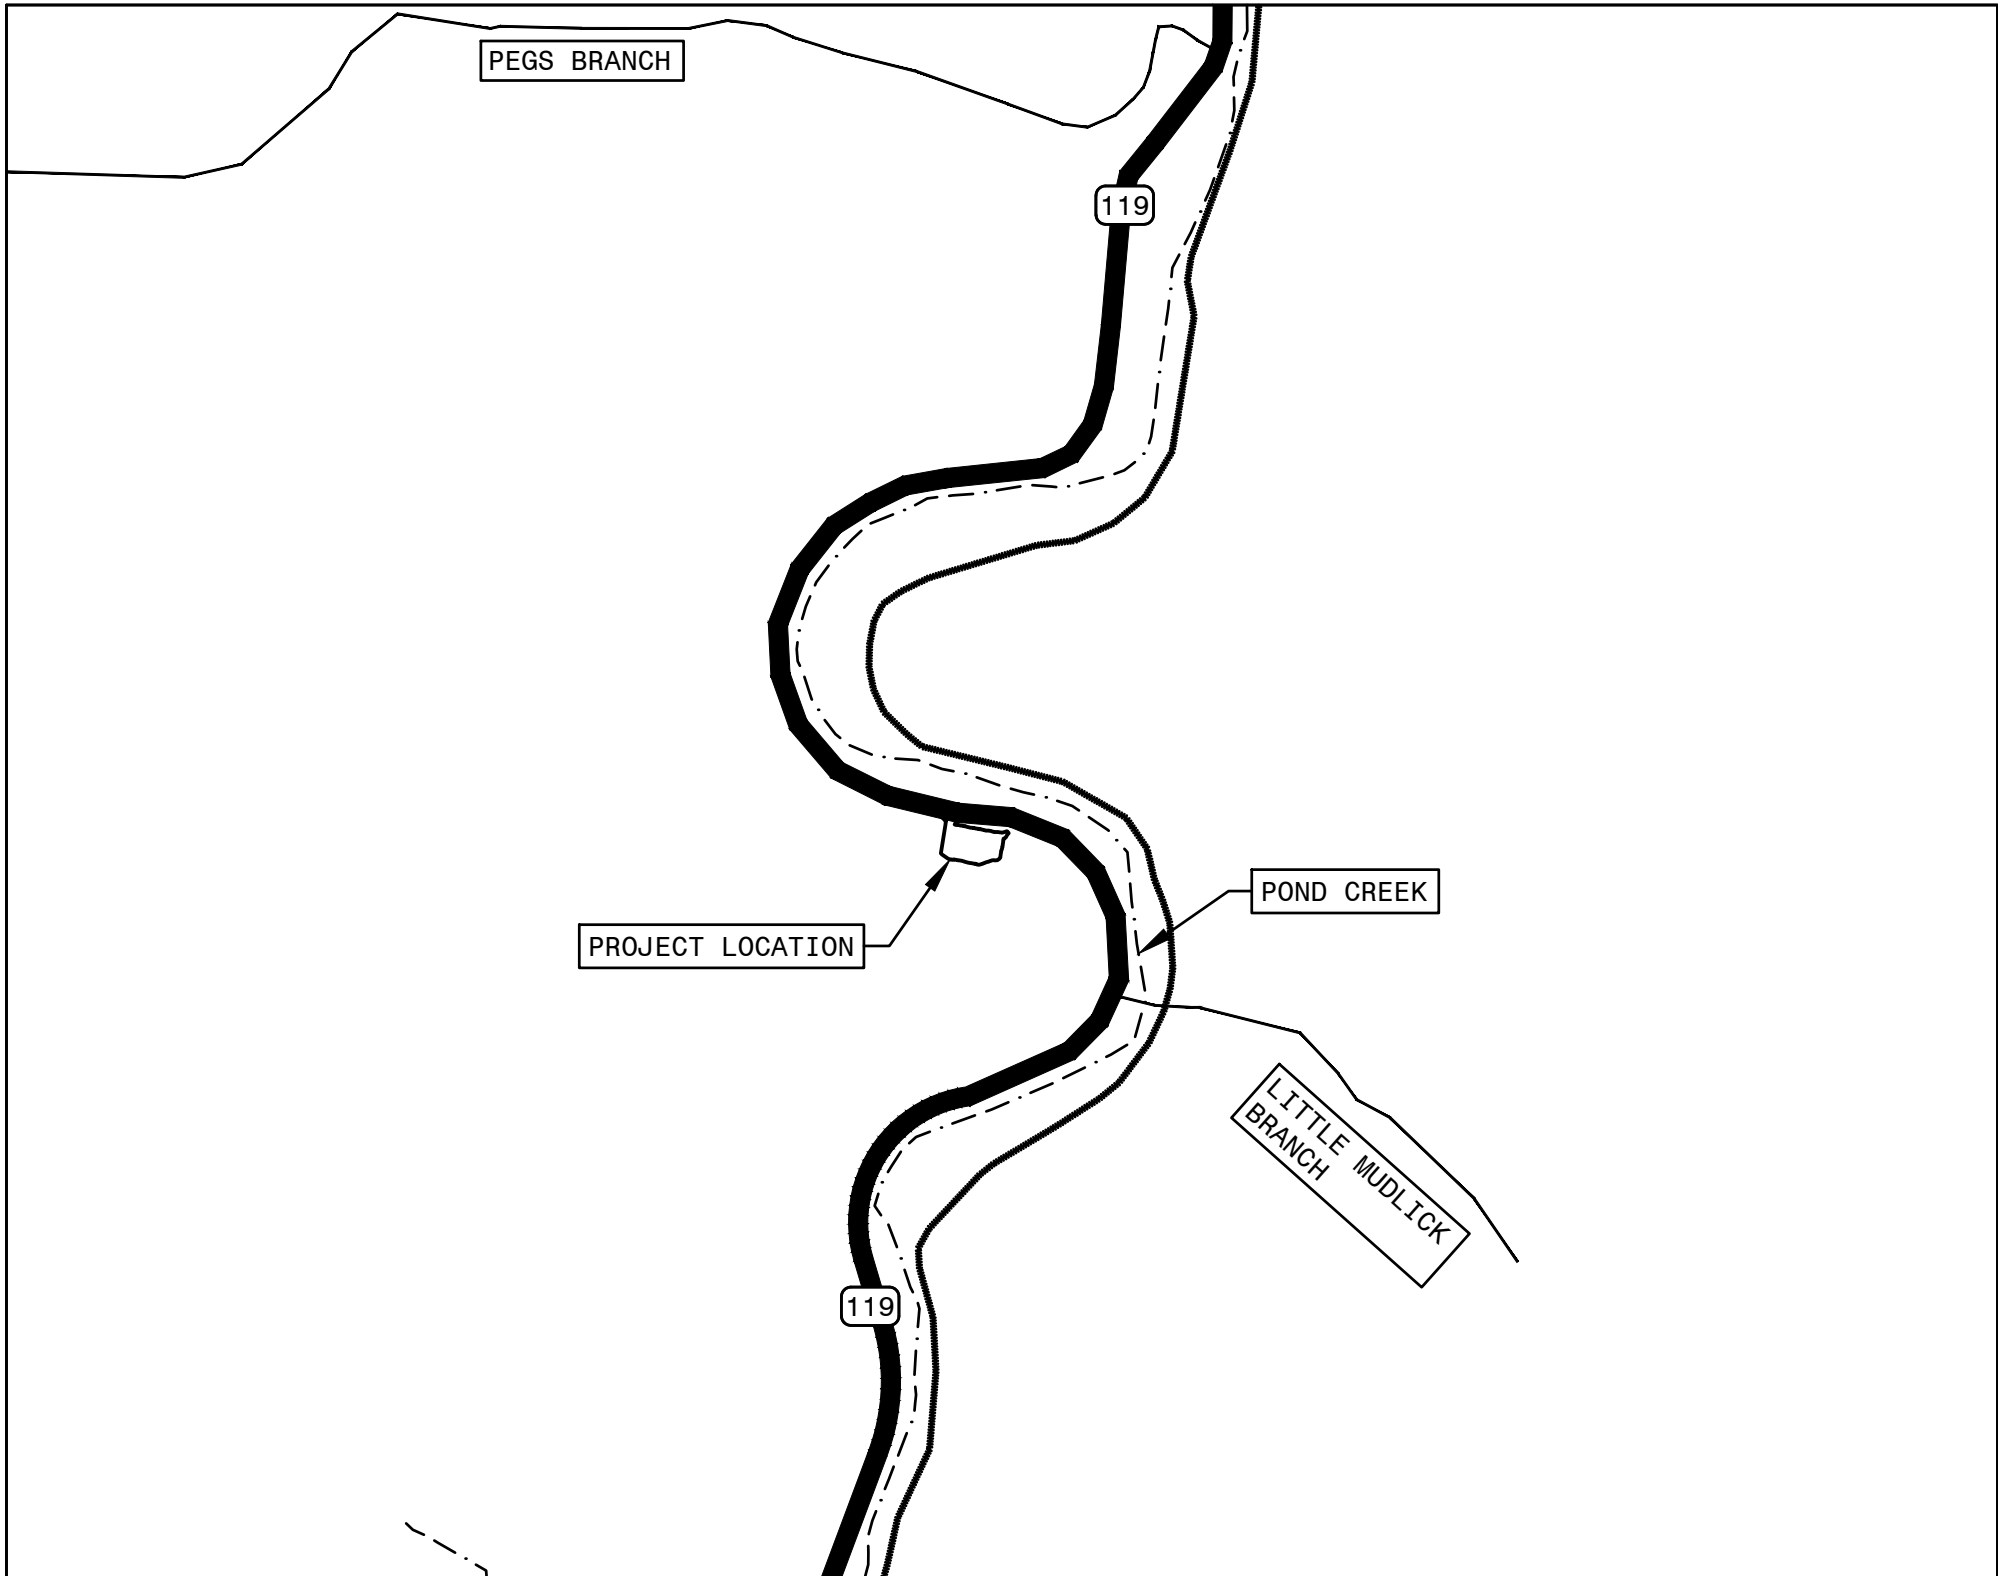 PEGS BRANCH
119
POND CREEK
PROJECT LOCATION
LITTLE MUDLICK
BRANCH
119